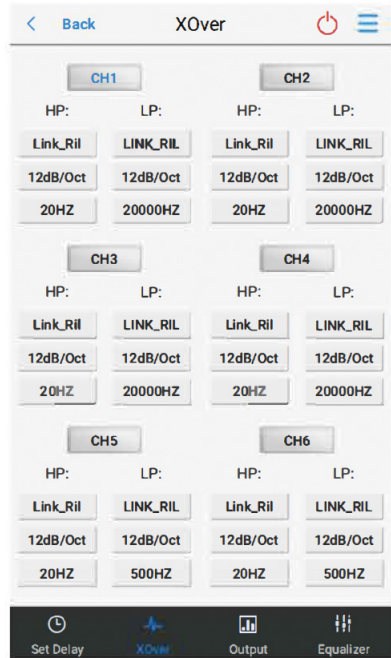 Back XOver
CH1 CH2
HP: LP: HP: LP:
Link_Ril LINK_RIL Link_Ril LINK_RIL
12dB/Oct 12dB/Oct 12dB/Oct 12dB/Oct
20HZ 20000HZ 20HZ 20000HZ
CH3 CH4
HP: LP: HP: LP:
Link_Ril LINK_RIL Link_Ril LINK_RIL
12dB/Oct 12dB/Oct 12dB/Oct 12dB/Oct
20HZ 20000HZ 20HZ 20000HZ
CH5 CH6
HP: LP: HP: LP:
Link_Ril LINK_RIL Link_Ril LINK_RIL
12dB/Oct 12dB/Oct 12dB/Oct 12dB/Oct
20HZ 500HZ 20HZ 500HZ
Set Delay XOver Output Equalizer